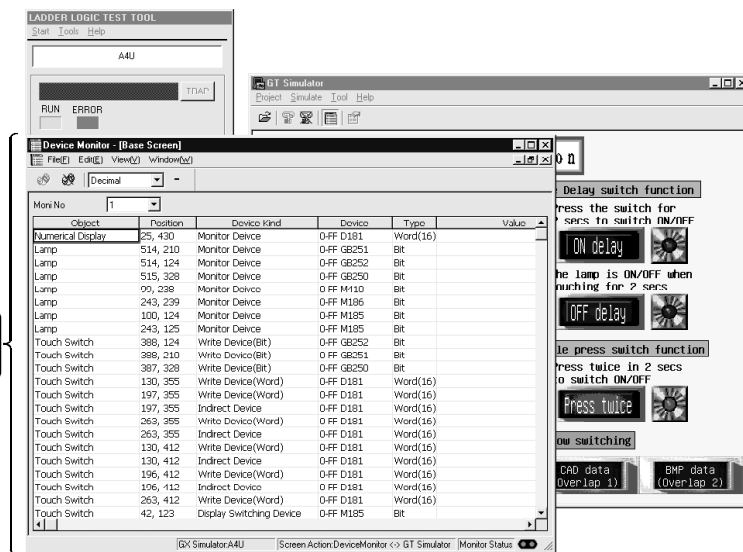 LADDER LOGIC TEST TOOL
Start Tools Help
A4U
TRAP
RUN ERROR
GT Simulator
Project Simulate Tool Help
on
Delay switch function
Press the switch for
2 secs to switch ON/OFF
ON delay
he lamp is ON/OFF when
touching for 2 secs
OFF delay
le press switch function
Press twice in 2 secs
to switch ON/OFF
Press twice
ow switching
CAD data
(Overlap 1)
BMP data
(Overlap 2)
Device Monitor - [Base Screen]
File(F) Edit(E) View(V) Window(W)
Decimal
Moni No 1
Object Position Device Kind Device Type Value
Numerical Display 25, 430 Monitor Deivce 0-FF D181 Word(16)
Lamp 514, 210 Monitor Deivce 0-FF GB251 Bit
Lamp 514, 124 Monitor Deivce 0-FF GB252 Bit
Lamp 515, 328 Monitor Deivce 0-FF GB250 Bit
Lamp 99, 238 Monitor Deivce 0-FF M410 Bit
Lamp 243, 239 Monitor Deivce 0-FF M186 Bit
Lamp 100, 124 Monitor Deivce 0-FF M185 Bit
Lamp 243, 125 Monitor Deivce 0-FF M185 Bit
Touch Switch 388, 124 Write Device(Bit) 0-FF GB252 Bit
Touch Switch 388, 210 Write Device(Bit) 0-FF GB251 Bit
Touch Switch 387, 328 Write Device(Bit) 0-FF GB250 Bit
Touch Switch 130, 355 Write Device(Word) 0-FF D181 Word(16)
Touch Switch 197, 355 Write Device(Word) 0-FF D181 Word(16)
Touch Switch 197, 355 Indirect Device 0-FF D181 Word(16)
Touch Switch 263, 355 Write Device(Word) 0-FF D181 Word(16)
Touch Switch 263, 355 Indirect Device 0-FF D181 Word(16)
Touch Switch 130, 412 Write Device(Word) 0-FF D181 Word(16)
Touch Switch 130, 412 Indirect Device 0-FF D181 Word(16)
Touch Switch 196, 412 Write Device(Word) 0-FF D181 Word(16)
Touch Switch 196, 412 Indirect Device 0-FF D181 Word(16)
Touch Switch 263, 412 Write Device(Word) 0-FF D181 Word(16)
Touch Switch 42, 123 Display Switching Device 0-FF M185 Bit
GX Simulator:A4U Screen Action:DeviceMonitor <-> GT Simulator Monitor Status